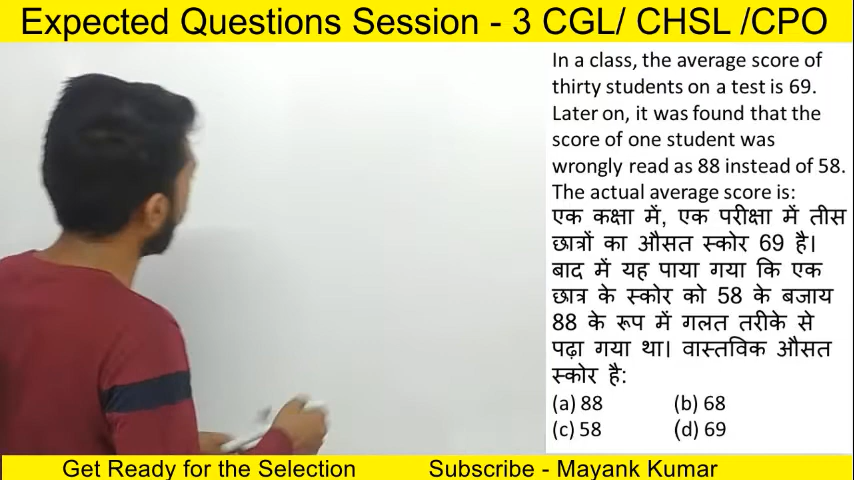 Expected Questions Session - 3 CGL/ CHSL /CPO
In a class, the average score of
thirty students on a test is 69.
Later on, it was found that the
score of one student was
wrongly read as 88 instead of 58.
The actual average score is:
एक कक्षा में, एक परीक्षा में तीस
छात्रों का औसत स्कोर 69 है।
बाद में यह पाया गया कि एक
छात्र के स्कोर को 58 के बजाय
88 के रूप में गलत तरीके से
पढ़ा गया था। वास्तविक औसत
स्कोर है:
(a) 88 (b) 68
(c) 58 (d) 69
Get Ready for the Selection Subscribe - Mayank Kumar